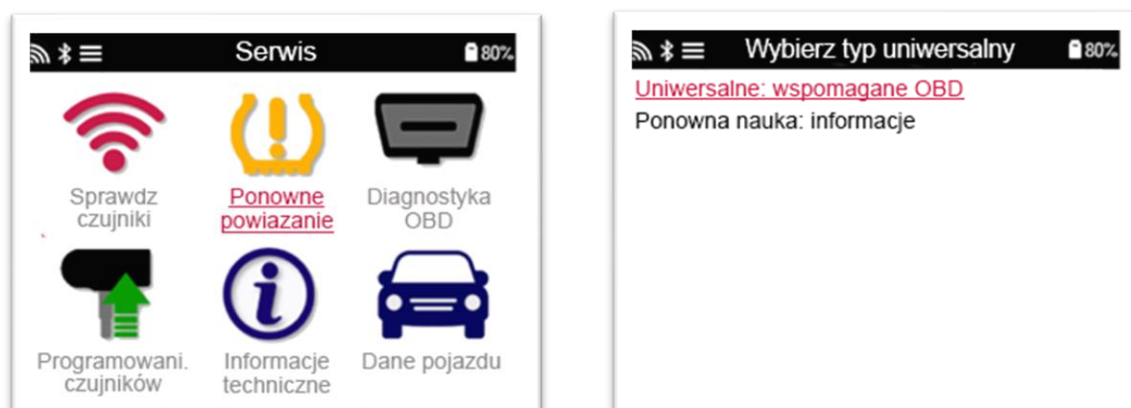 Serwis
80%
Sprawdz
czujniki
Ponowne
powiazanie
Diagnostyka
OBD
Programowani.
czujników
Informacje
techniczne
Dane pojazdu
Wybierz typ uniwersalny
80%
Uniwersalne: wspomagane OBD
Ponowna nauka: informacje